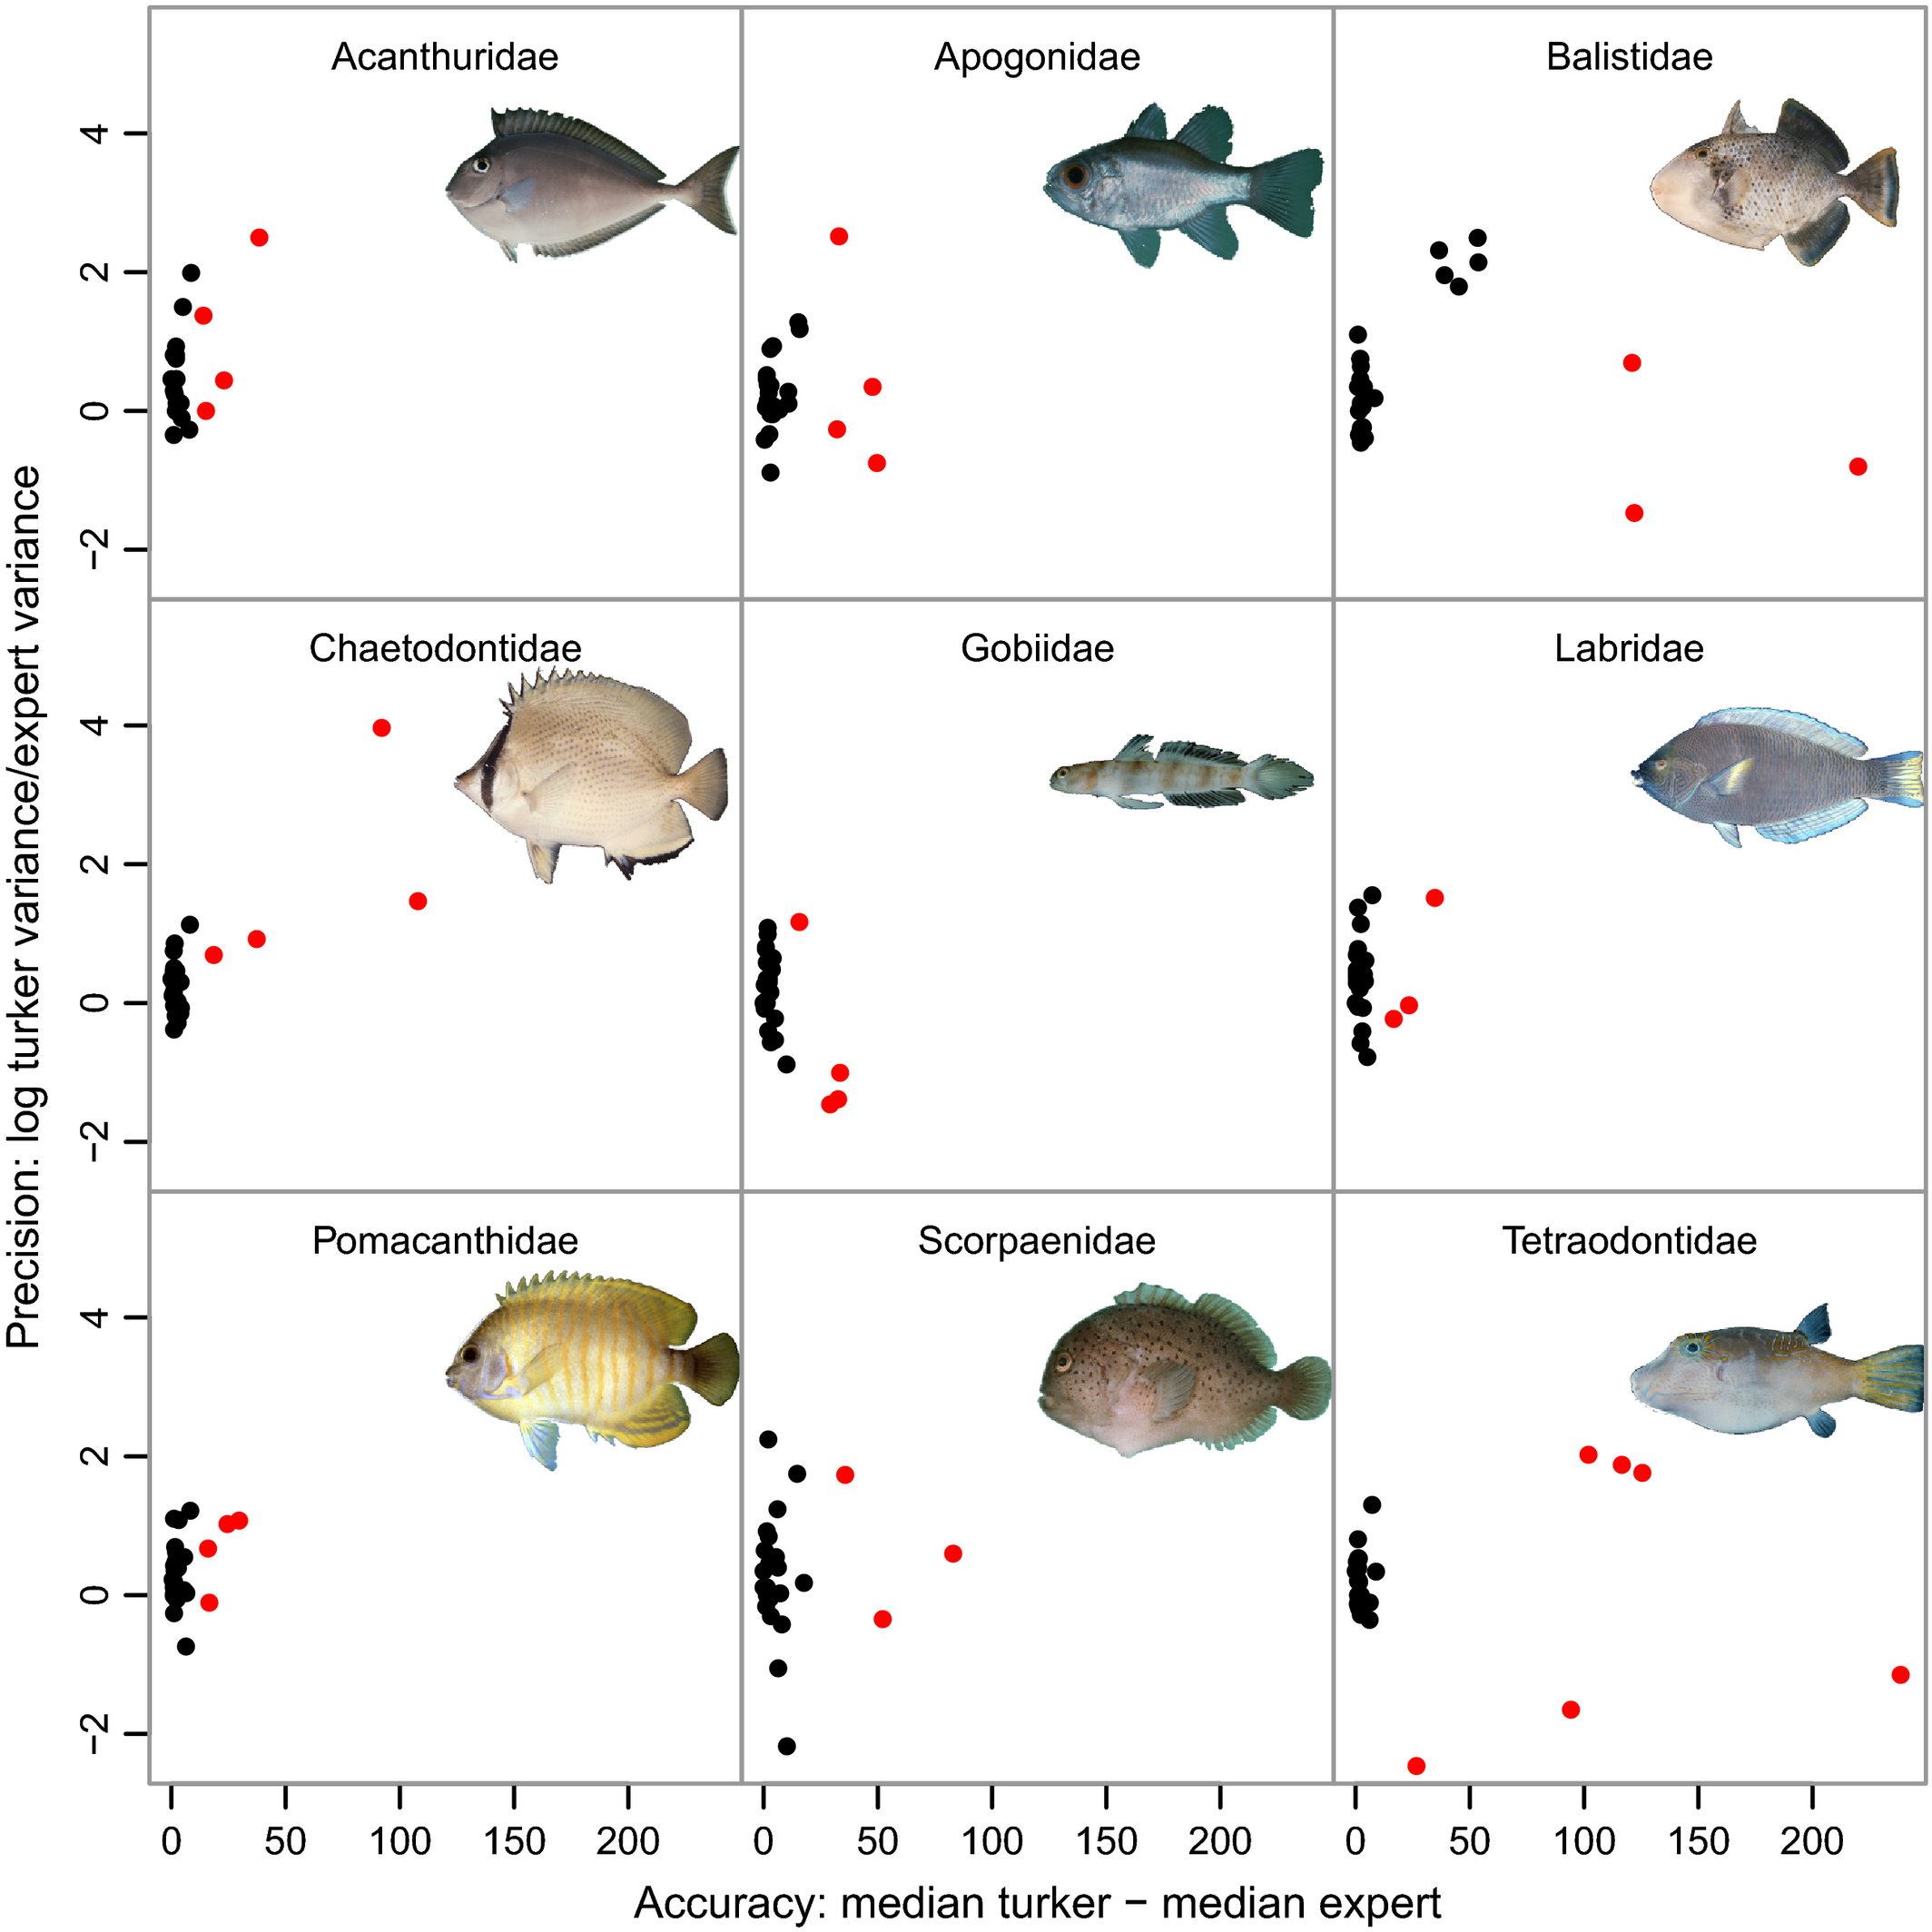 Acanthuridae
Apogonidae
Balistidae
4
2
0
−2
Chaetodontidae
Gobiidae
Labridae
4
2
0
−2
Pomacanthidae
Scorpaenidae
Tetraodontidae
4
2
0
−2
0 50 100 150 200
0 50 100 150 200
0 50 100 150 200
Precision: log turker variance/expert variance
Accuracy: median turker − median expert